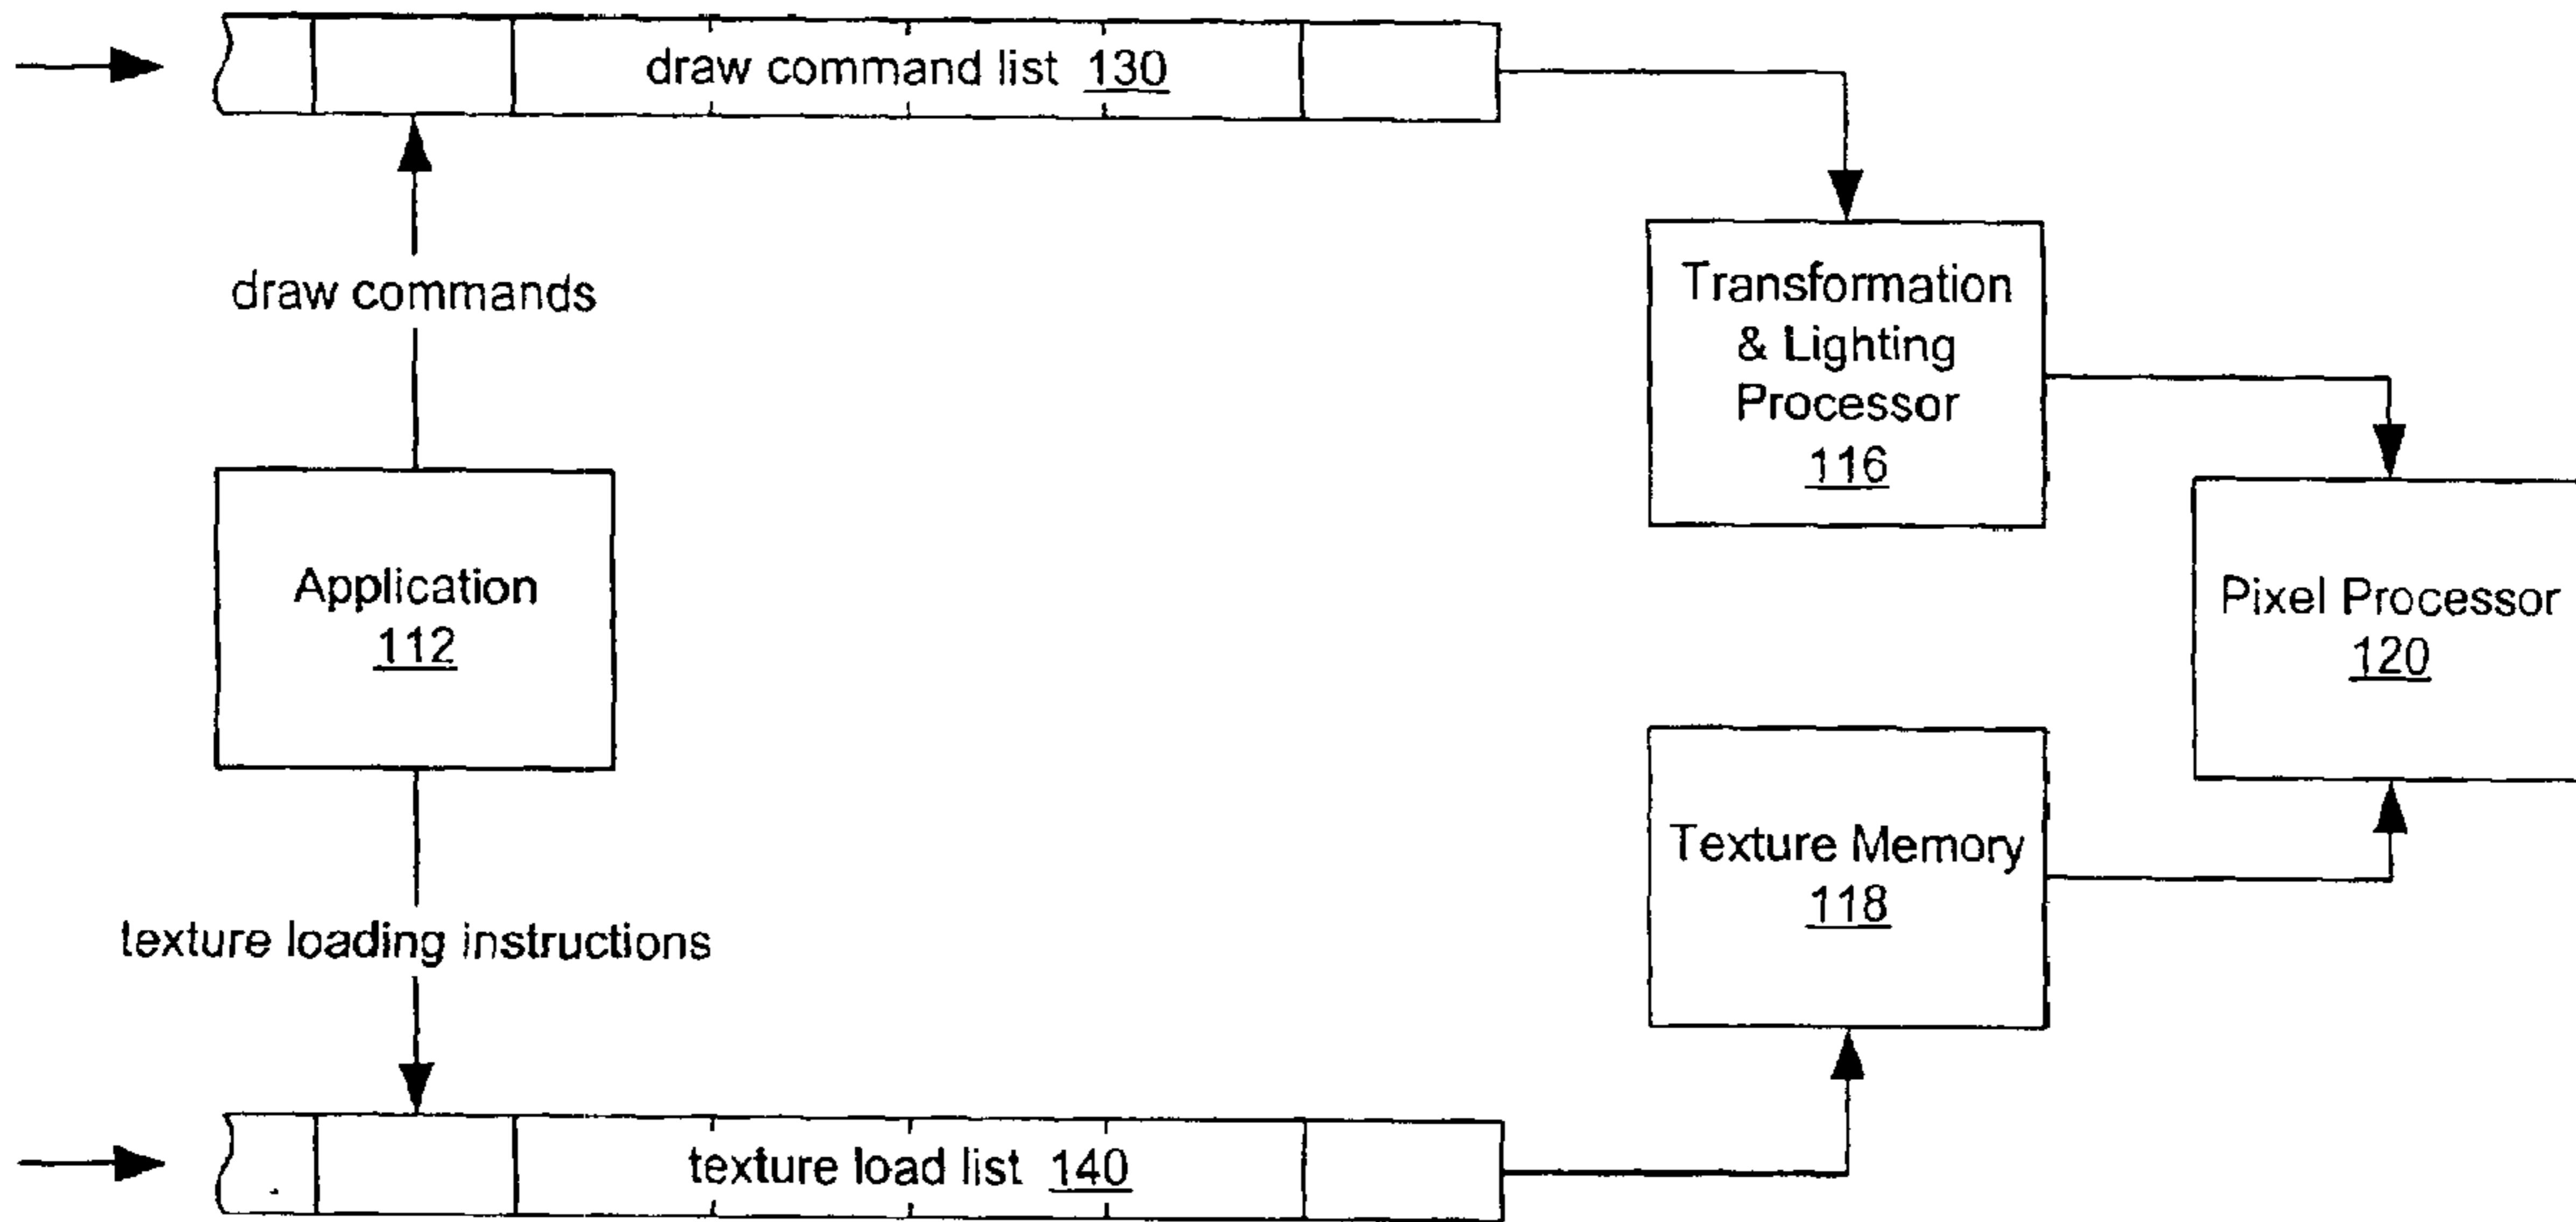 draw command list 130
draw commands
Transformation
& Lighting
Processor
116
Application
112
Pixel Processor
120
Texture Memory
118
texture loading instructions
texture load list 140